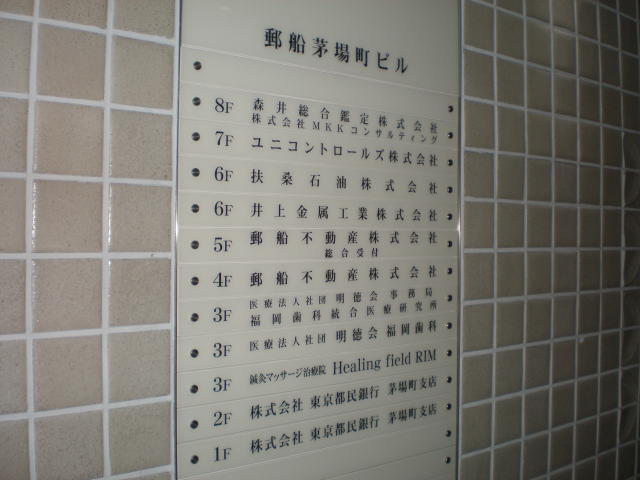 郵船茅場町ビル
8F 森井総合鑑定株式会社
株式会社MKKコンサルティング
7F ユニコントロールズ株式会社
6F 扶桑石油株式会社
6F 井上金属工業株式会社
5F 郵船不動産株式会社
総合受付
4F 郵船不動産株式会社
3F 医療法人社団 明徳会 事務局
福岡歯科統合医療研究所
3F 医療法人社団 明徳会 福岡歯科
3F 鍼灸マッサージ治療院 Healing field RIM
2F 株式会社 東京都民銀行 茅場町支店
1F 株式会社 東京都民銀行 茅場町支店